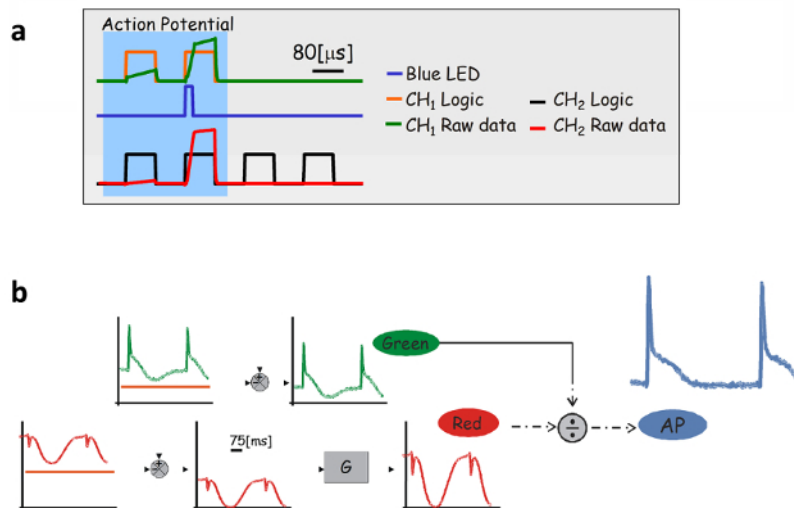 a
Action Potential
80[μs]
Blue LED
CH₁ Logic
CH₂ Logic
CH₁ Raw data
CH₂ Raw data
b
Green
Red
÷
AP
75[ms]
G